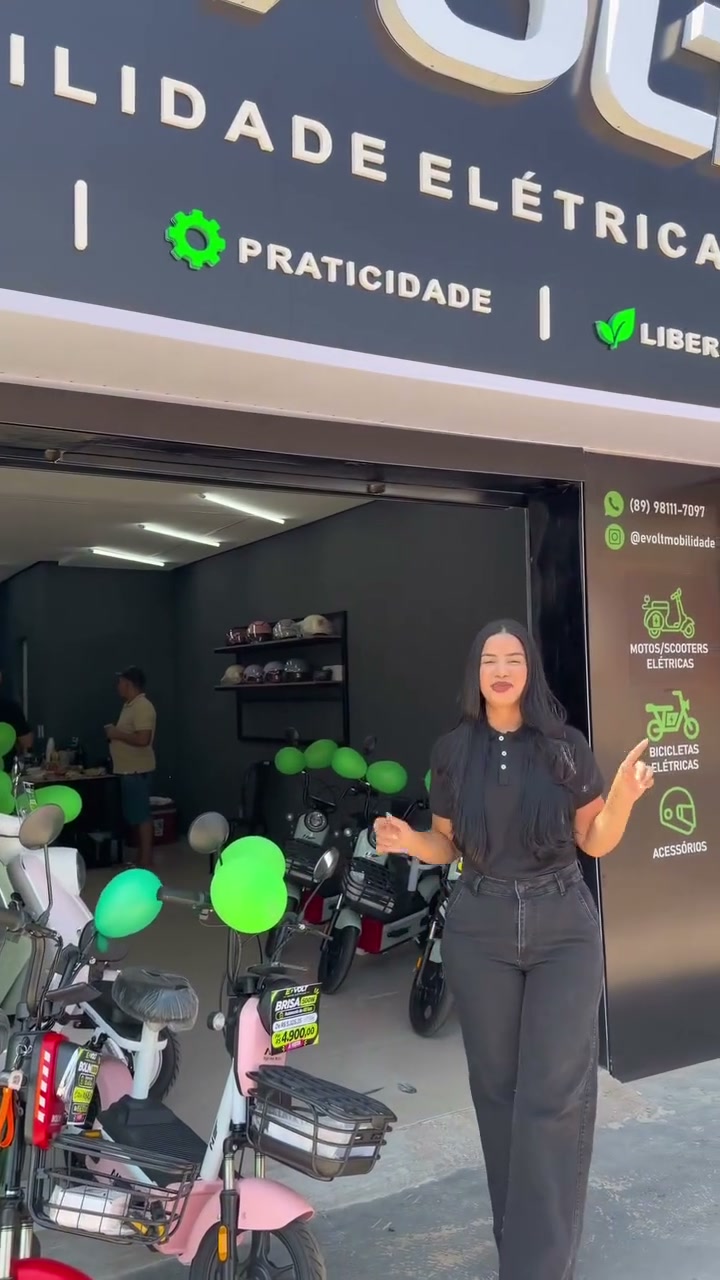 ILIDADE ELÉTRICA
PRATICIDADE
LIBER
(89) 98111-7097
@evoltmobilidade
MOTOS/SCOOTERS
ELÉTRICAS
BICICLETAS
ELÉTRICAS
ACESSÓRIOS
BRISA
4.900,00